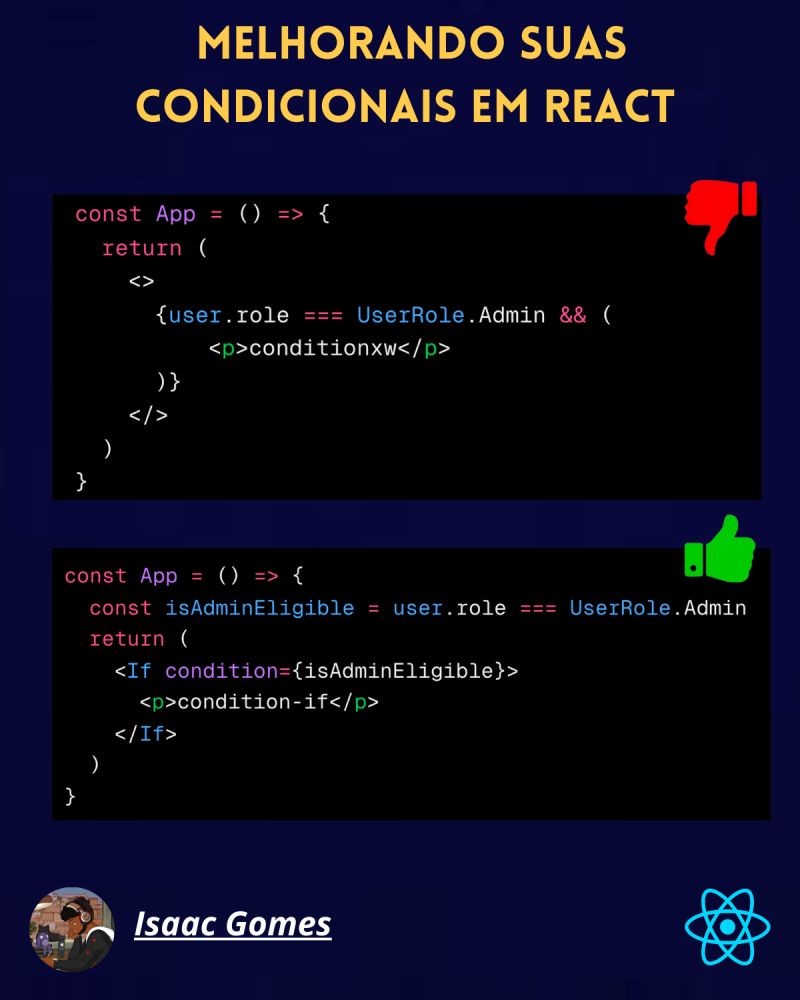 MELHORANDO SUAS
CONDICIONAIS EM REACT
const App = () => {
  return (
    <>
      {user.role === UserRole.Admin && (
          <p>conditionxw</p>
      )}
    </>
  )
}
const App = () => {
  const isAdminEligible = user.role === UserRole.Admin
  return (
    <If condition={isAdminEligible}>
      <p>condition-if</p>
    </If>
  )
}
Isaac Gomes